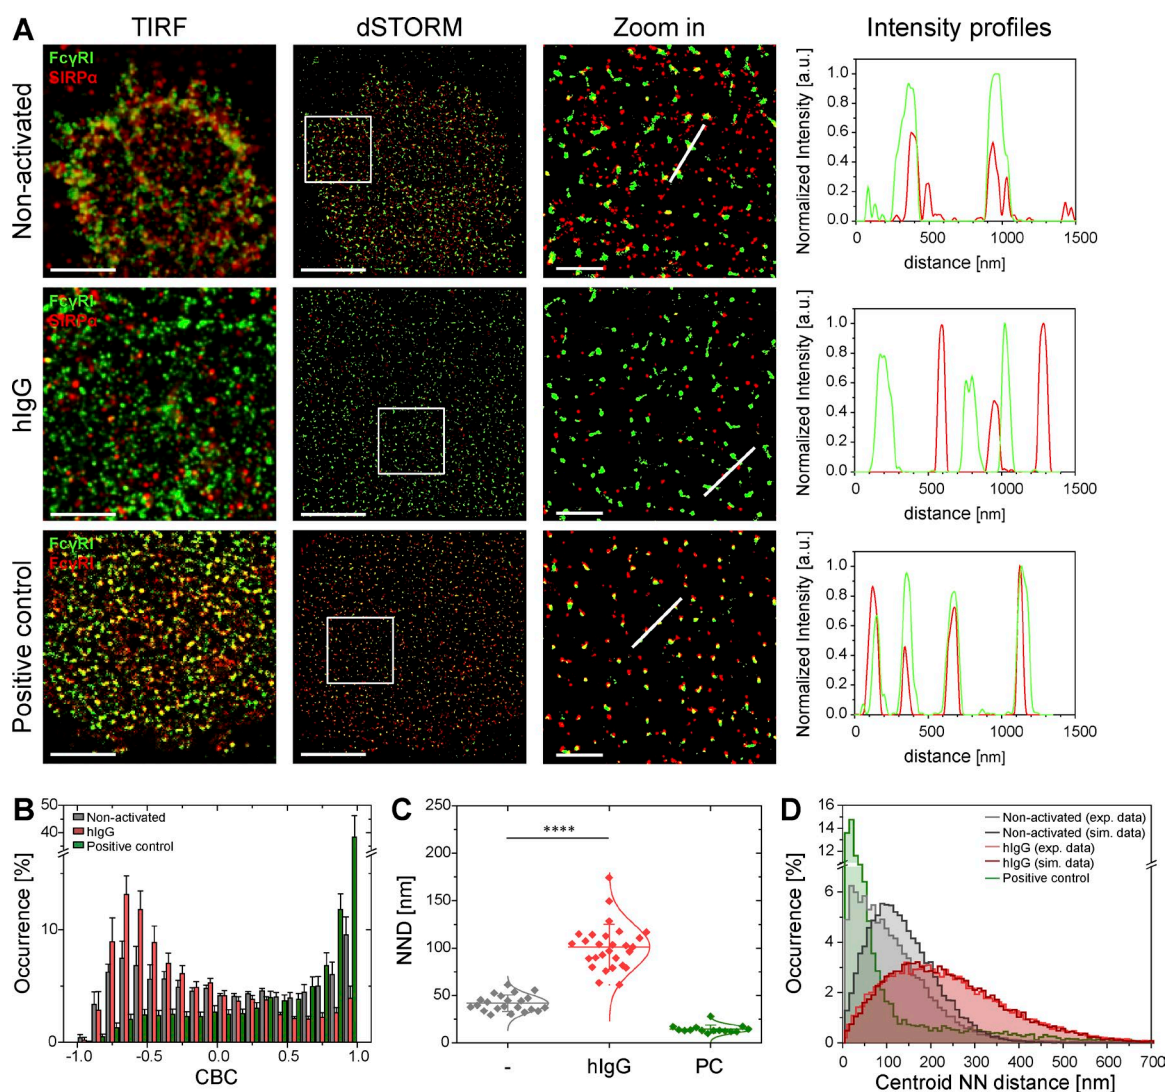 A
TIRF
dSTORM
Zoom in
Intensity profiles
Non-activated
FcγRI
SIRPα
Normalized Intensity [a.u.]
1.0
0.8
0.6
0.4
0.2
0.0
0
500
1000
1500
distance [nm]
hIgG
FcγRI
SIRPα
Normalized Intensity [a.u.]
1.0
0.8
0.6
0.4
0.2
0.0
0
500
1000
1500
distance [nm]
Positive control
FcγRI
FcγRI
Normalized Intensity [a.u.]
1.0
0.8
0.6
0.4
0.2
0.0
0
500
1000
1500
distance [nm]
B
Occurrence [%]
50
40
10
5
0
Non-activated
hIgG
Positive control
-1.0
-0.5
0.0
0.5
1.0
CBC
C
NND [nm]
250
200
150
100
50
0
****
-
hIgG
PC
D
Occurrence [%]
16
14
12
8
6
4
2
0
Non-activated (exp. data)
Non-activated (sim. data)
hIgG (exp. data)
hIgG (sim. data)
Positive control
0
100
200
300
400
500
600
700
Centroid NN distance [nm]